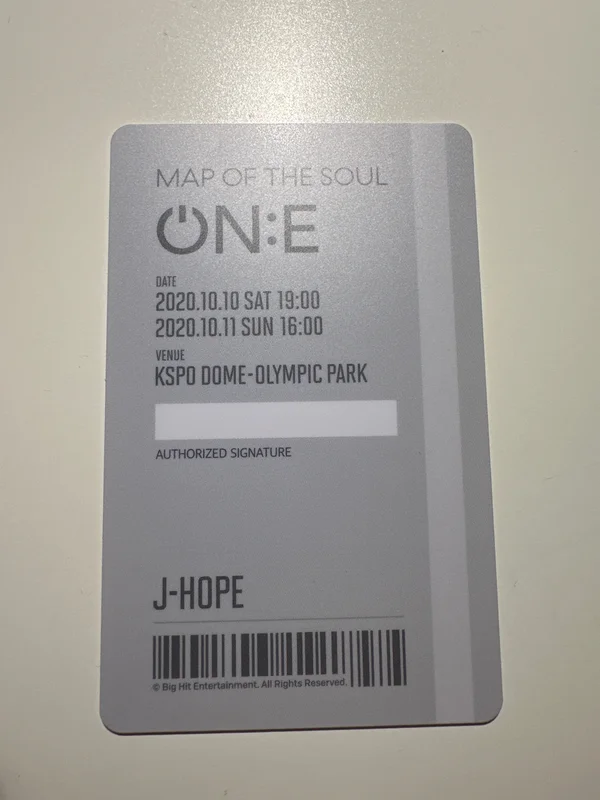 MAP OF THE SOUL
ON:E
DATE
2020.10.10 SAT 19:00
2020.10.11 SUN 16:00
VENUE
KSPO DOME-OLYMPIC PARK
AUTHORIZED SIGNATURE
J-HOPE
© Big Hit Entertainment. All Rights Reserved.